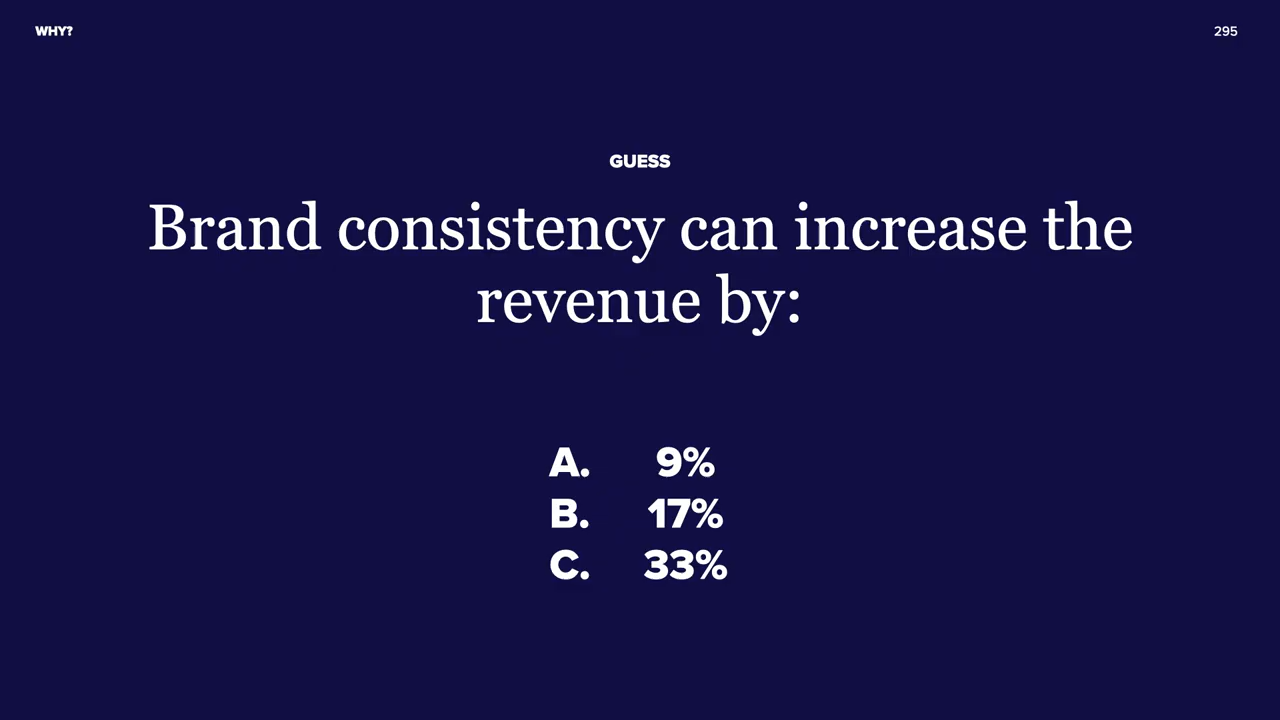 WHY?
295
GUESS
Brand consistency can increase the
revenue by:
A. 9%
B. 17%
C. 33%